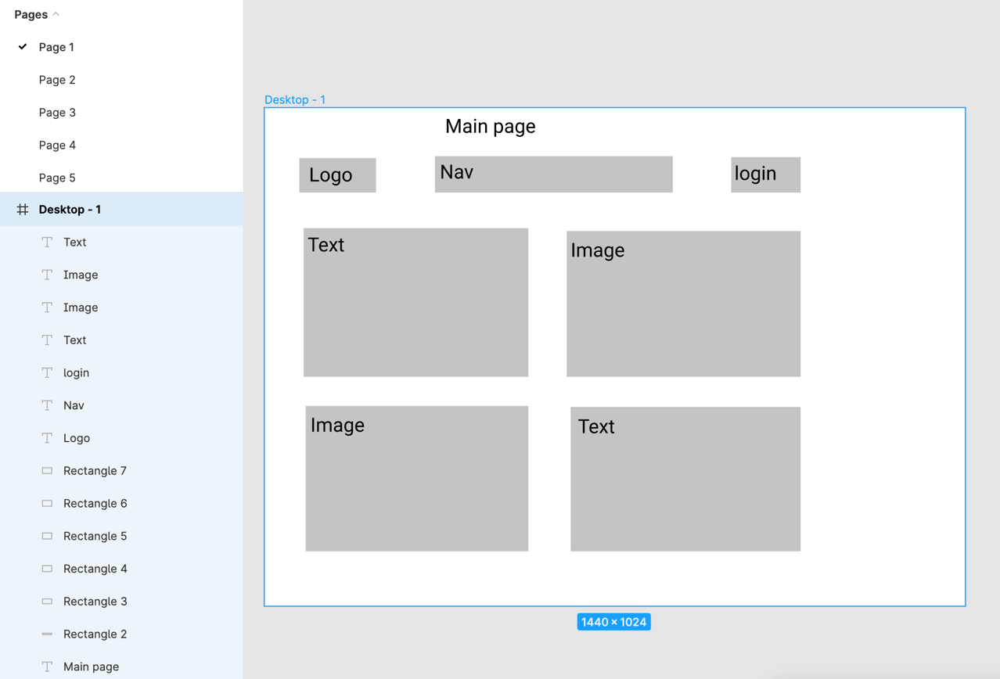 Pages
Page 1
Page 2
Page 3
Page 4
Page 5
Desktop - 1
Text
Image
Image
Text
login
Nav
Logo
Rectangle 7
Rectangle 6
Rectangle 5
Rectangle 4
Rectangle 3
Rectangle 2
Main page
Desktop - 1
Main page
Logo
Nav
login
Text
Image
Image
Text
1440 × 1024